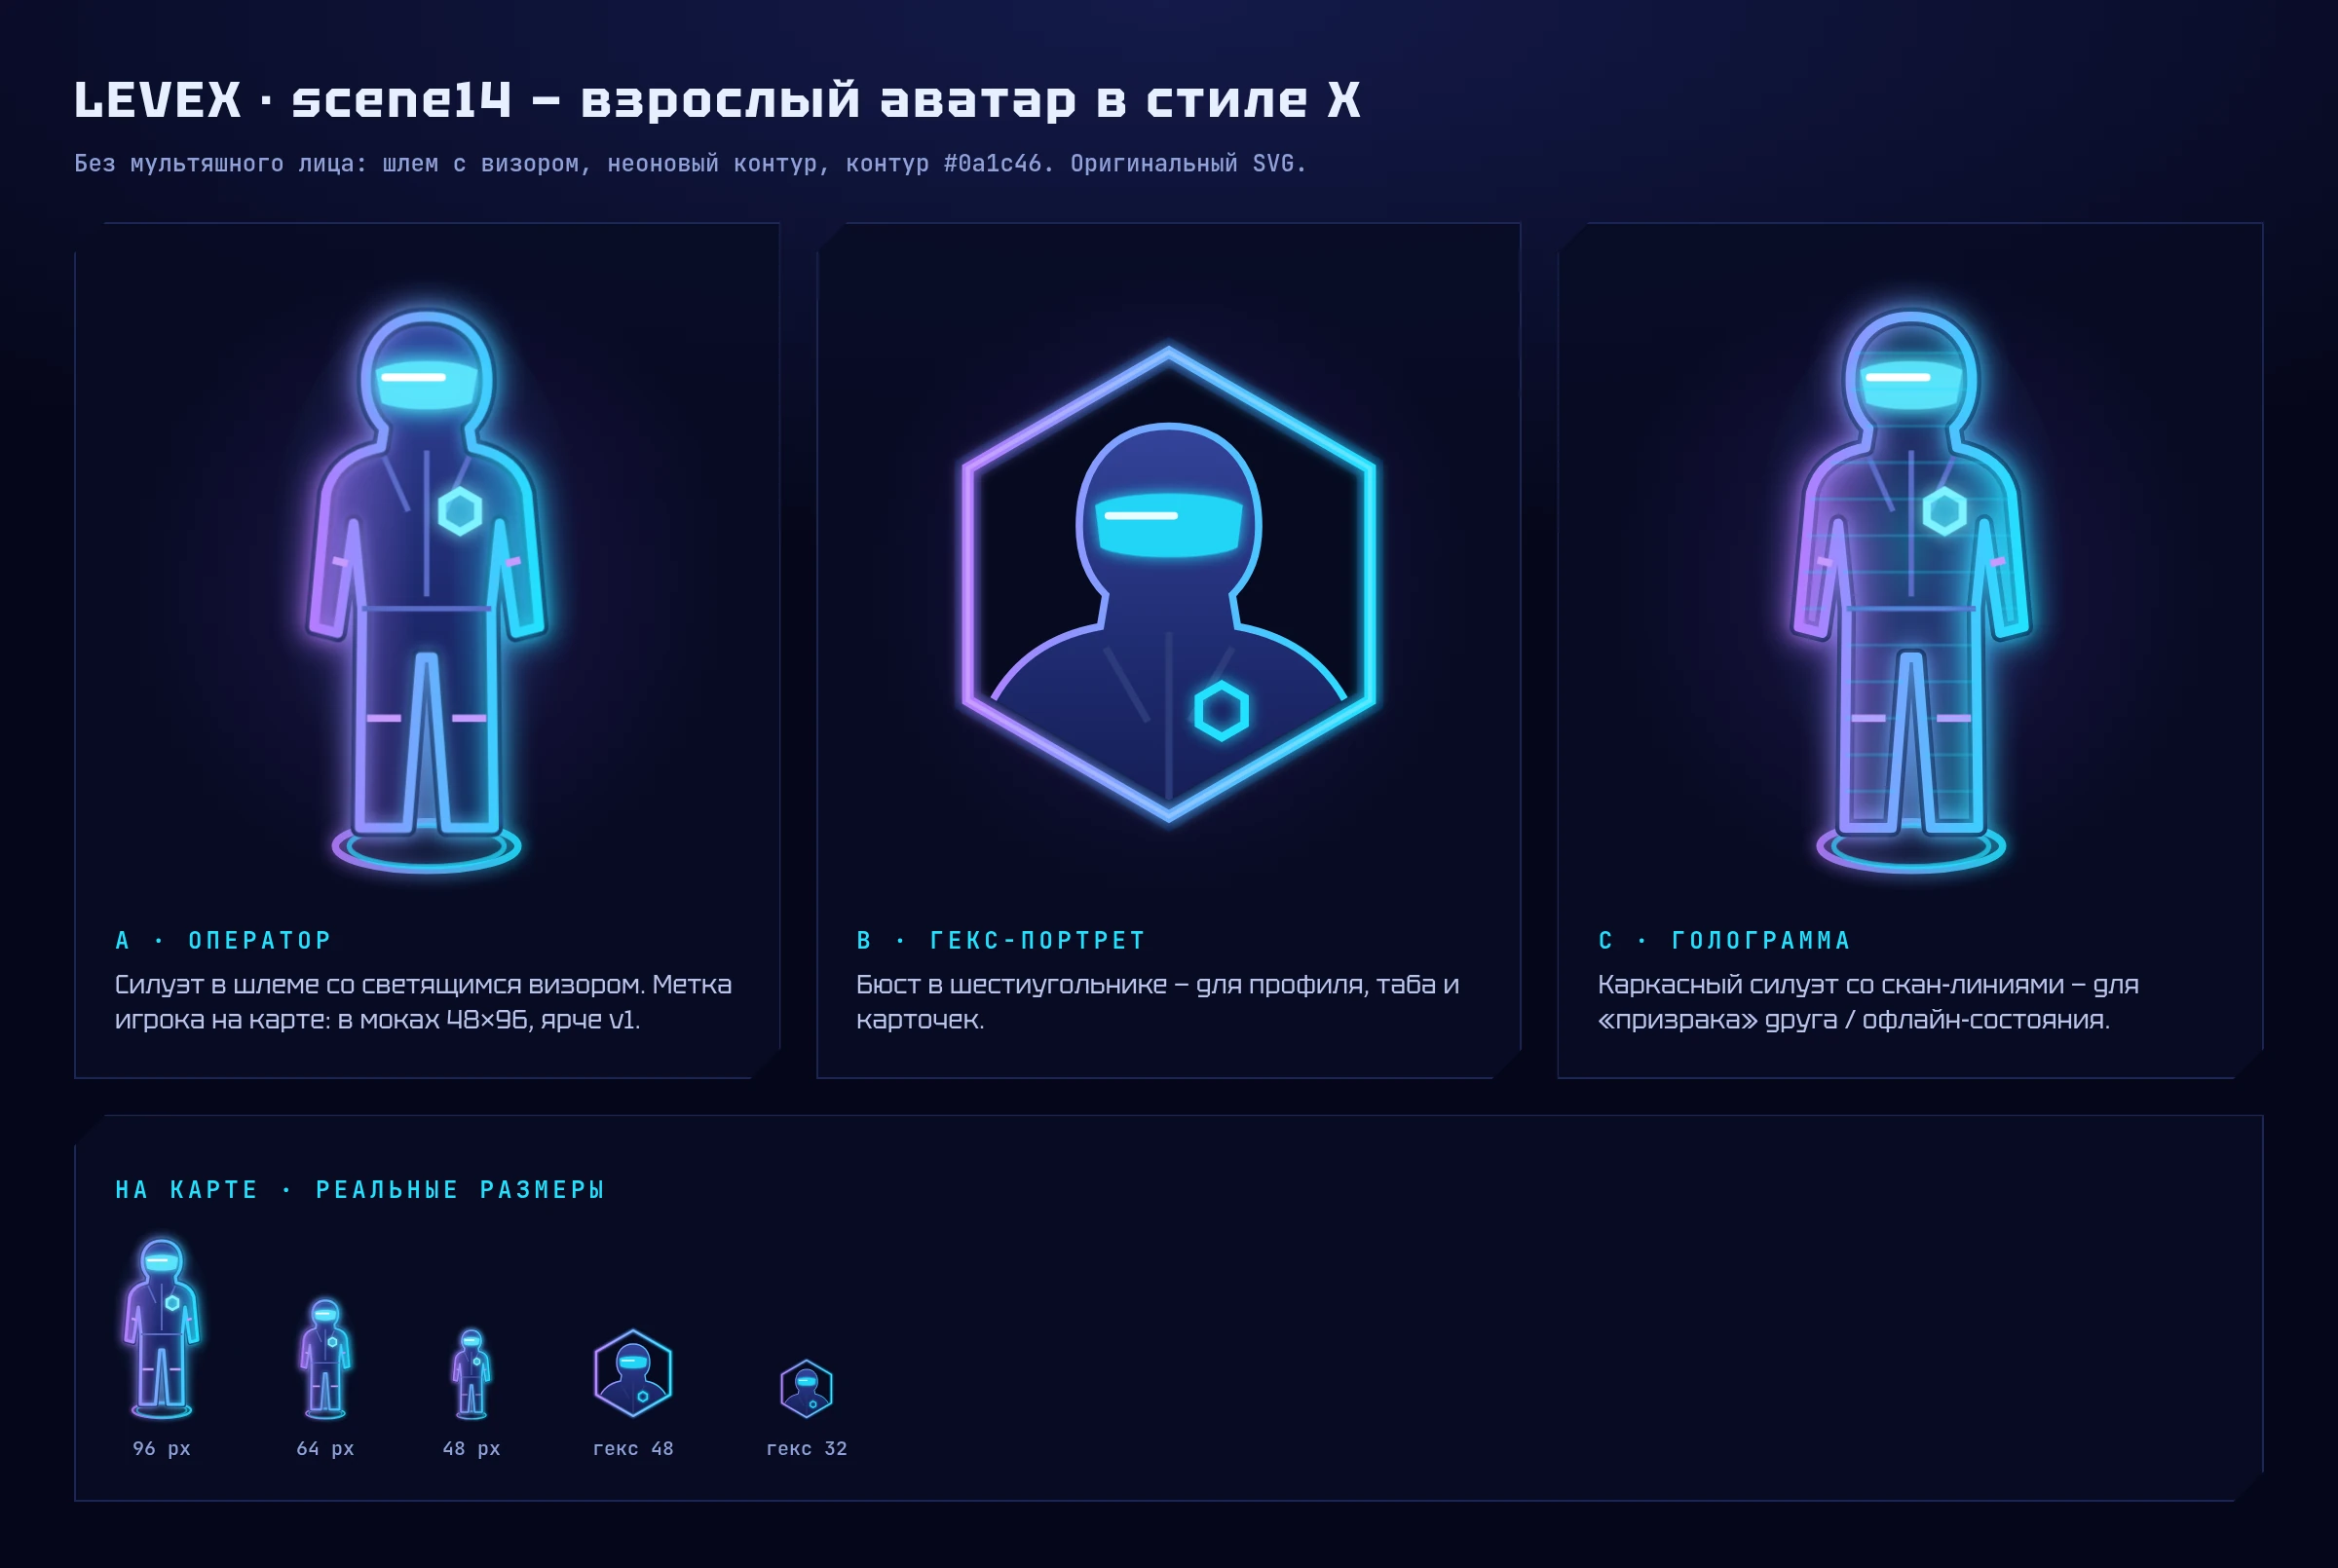 LEVEX · scene14 — взрослый аватар в стиле X
Без мультяшного лица: шлем с визором, неоновый контур, контур #0a1c46. Оригинальный SVG.
A · ОПЕРАТОР
Силуэт в шлеме со светящимся визором. Метка
игрока на карте: в моках 48×96, ярче v1.
B · ГЕКС-ПОРТРЕТ
Бюст в шестиугольнике — для профиля, таба и
карточек.
C · ГОЛОГРАММА
Каркасный силуэт со скан-линиями — для
«призрака» друга / офлайн-состояния.
НА КАРТЕ · РЕАЛЬНЫЕ РАЗМЕРЫ
96 px
64 px
48 px
гекс 48
гекс 32